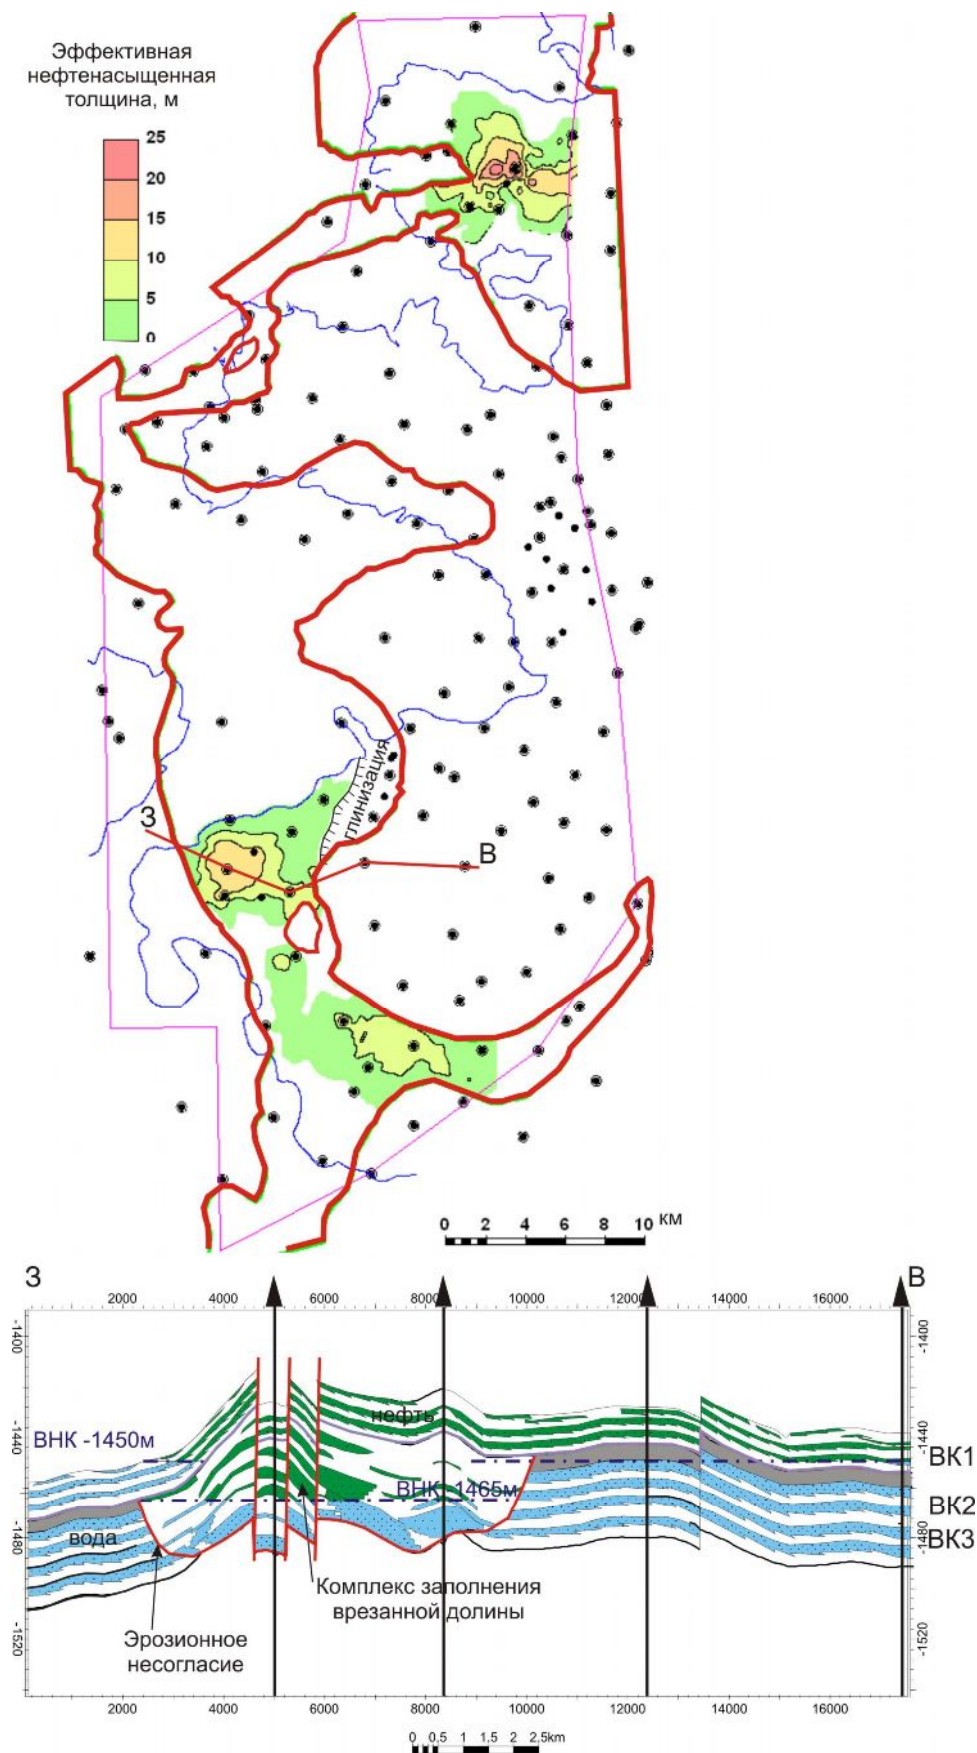 Эффективная
нефтенасыщенная
толщина, м
25
20
15
10
5
0
глинизация
З
В
0 2 4 6 8 10 км
З
В
2000 4000 6000 8000 10000 12000 14000 16000
-1400
-1440
-1480
-1520
-1400
-1440
-1480
-1520
нефть
ВНК -1450м
ВК1
ВНК -1465м
ВК2
вода
ВК3
Комплекс заполнения
врезанной долины
Эрозионное
несогласие
2000 4000 6000 8000 10000 12000 14000 16000
0 0,5 1 1,5 2 2,5km